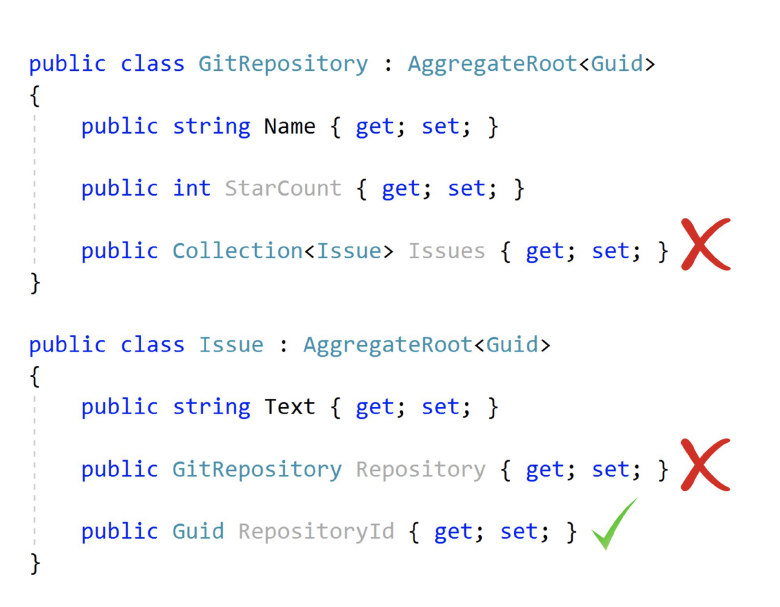 public class GitRepository : AggregateRoot<Guid>
{
public string Name { get; set; }
public int StarCount { get; set; }
public Collection<Issue> Issues { get; set; }
}
public class Issue : AggregateRoot<Guid>
{
public string Text { get; set; }
public GitRepository Repository { get; set; }
public Guid RepositoryId { get; set; }
}